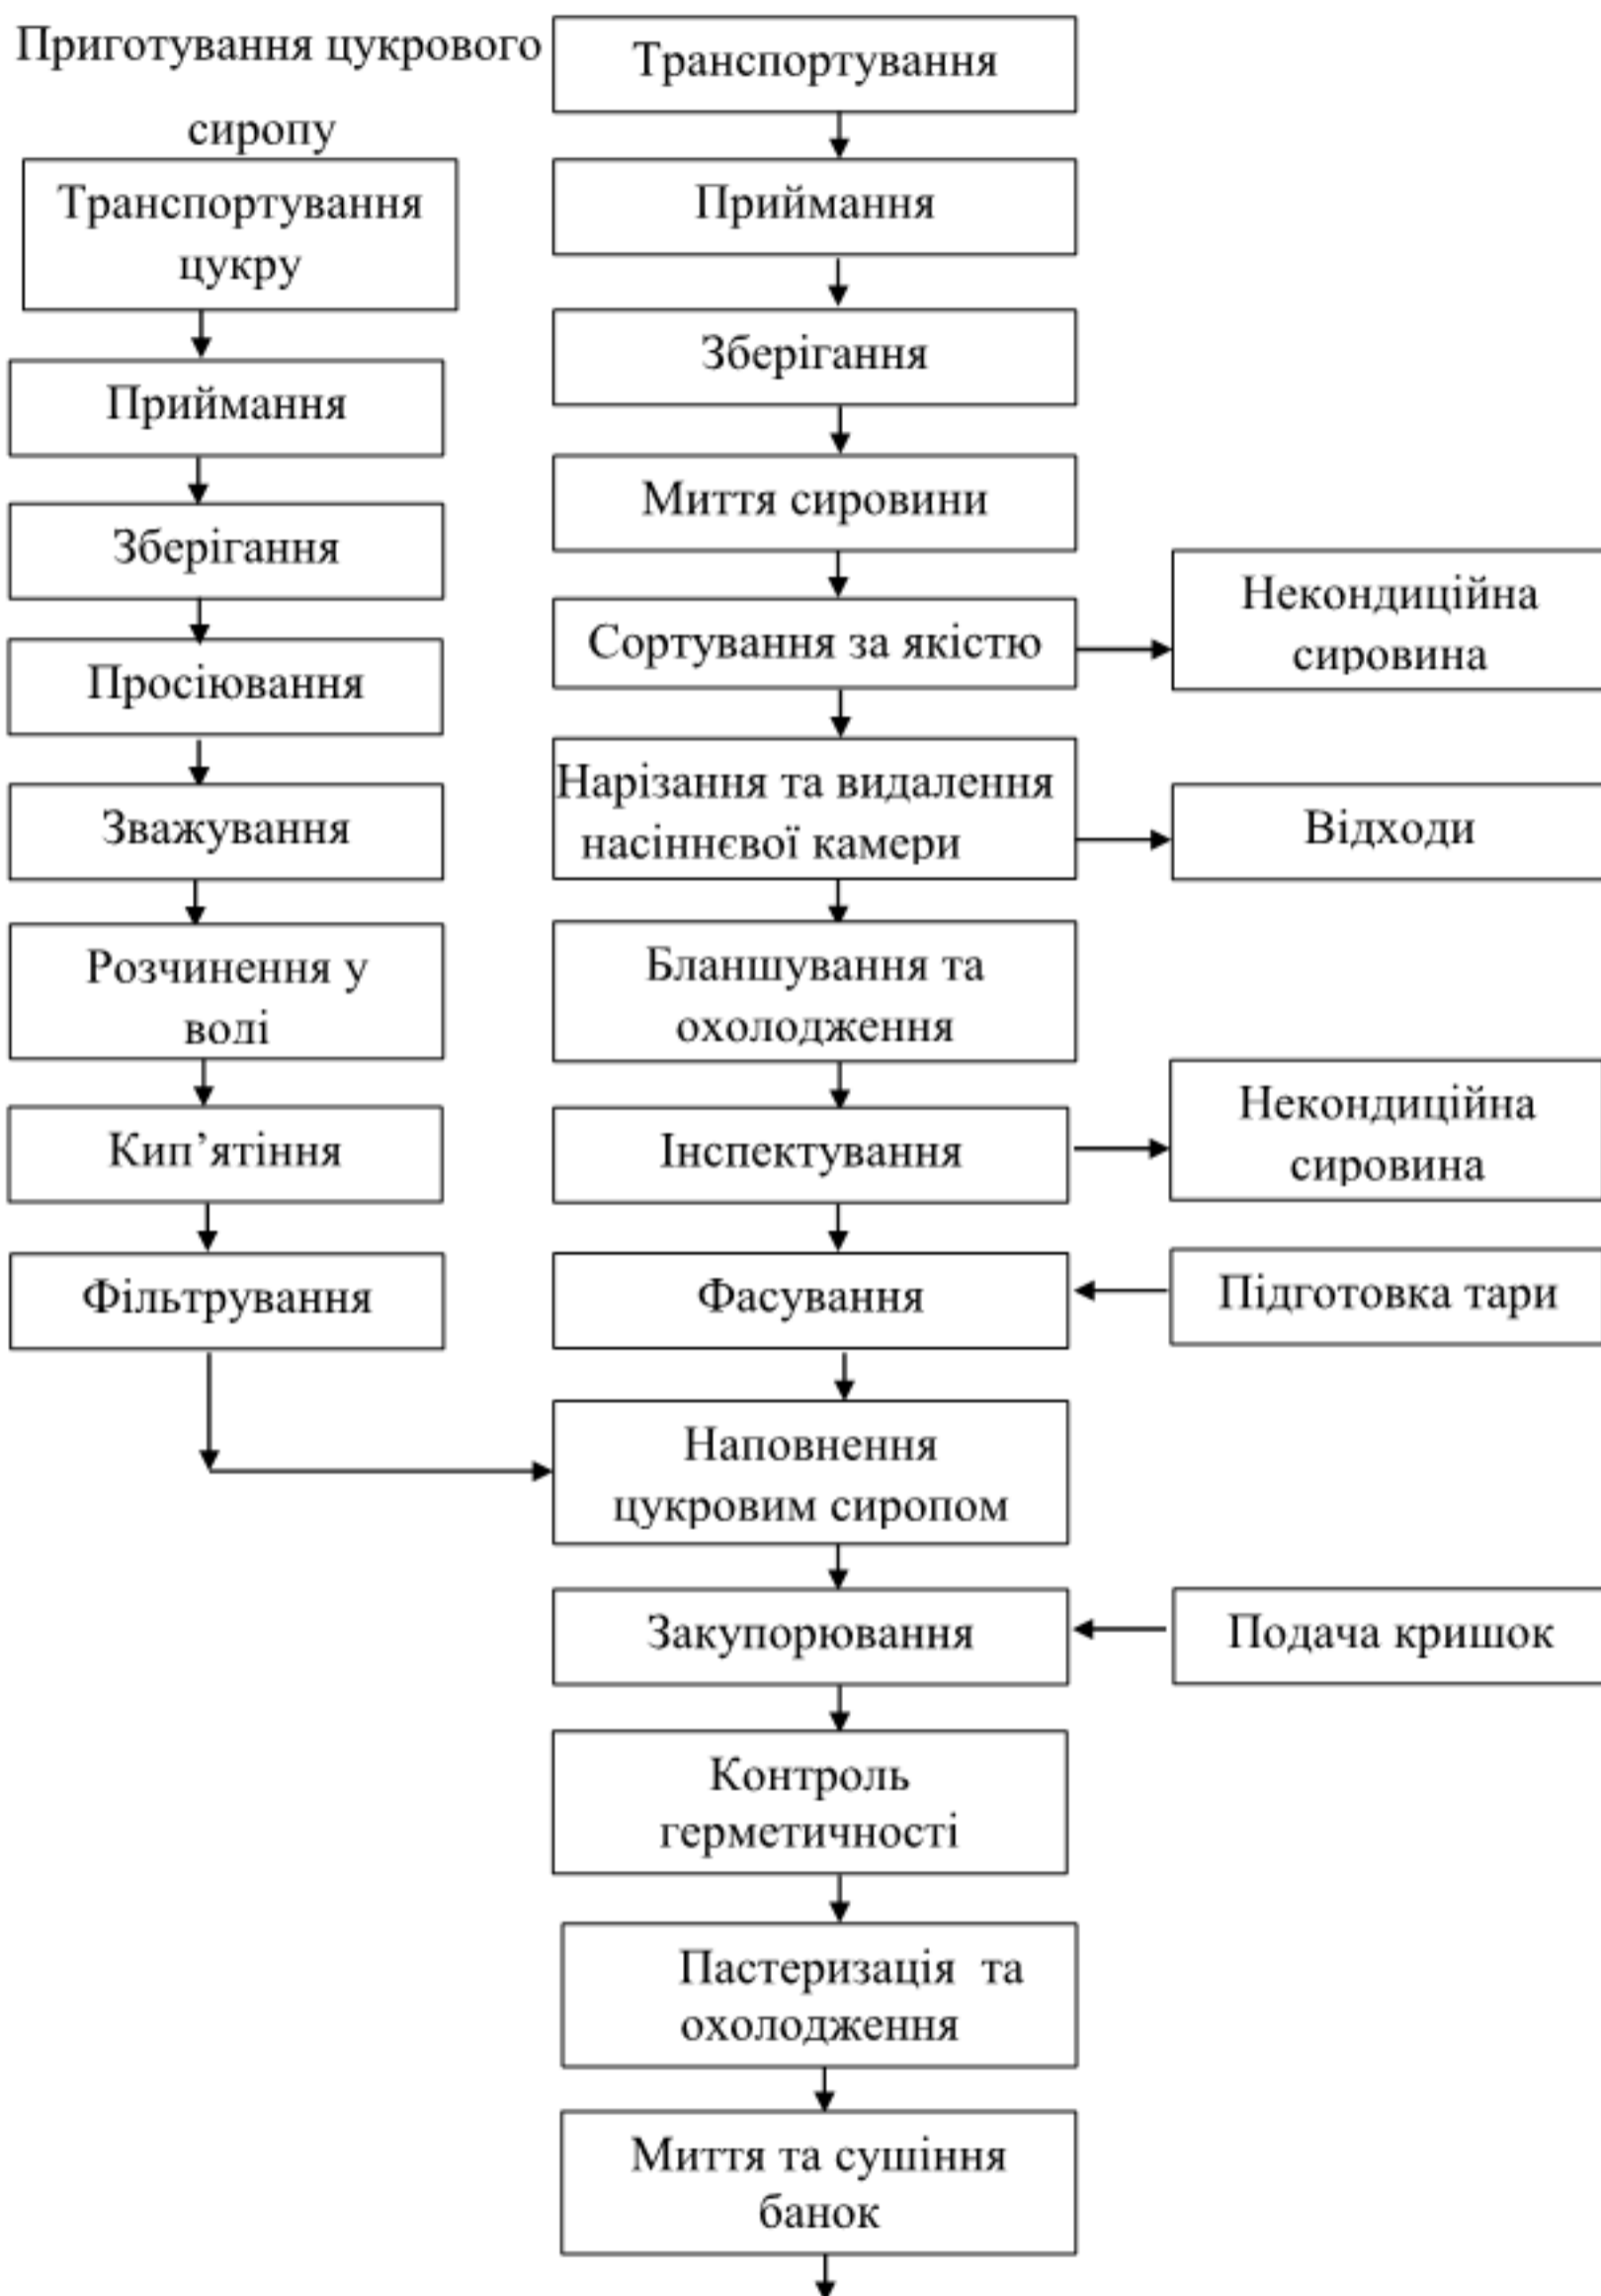 Приготування цукрового
сиропу
Транспортування
цукру
Приймання
Зберігання
Просіювання
Зважування
Розчинення у
воді
Кип’ятіння
Фільтрування
Транспортування
Приймання
Зберігання
Миття сировини
Сортування за якістю
Некондиційна
сировина
Нарізання та видалення
насіннєвої камери
Відходи
Бланшування та
охолодження
Інспектування
Некондиційна
сировина
Фасування
Підготовка тари
Наповнення
цукровим сиропом
Закупорювання
Подача кришок
Контроль
герметичності
Пастеризація та
охолодження
Миття та сушіння
банок